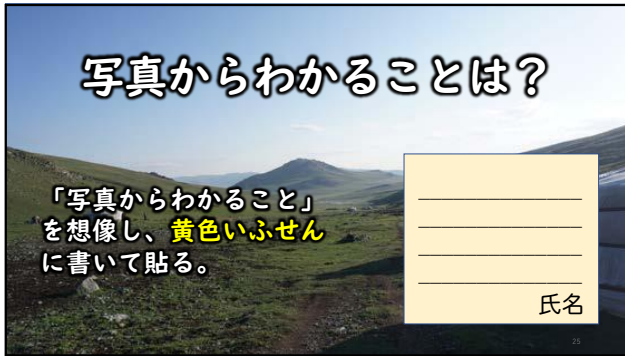 写真からわかることは？
「写真からわかること」
を想像し、黄色いふせん
に書いて貼る。
氏名
25